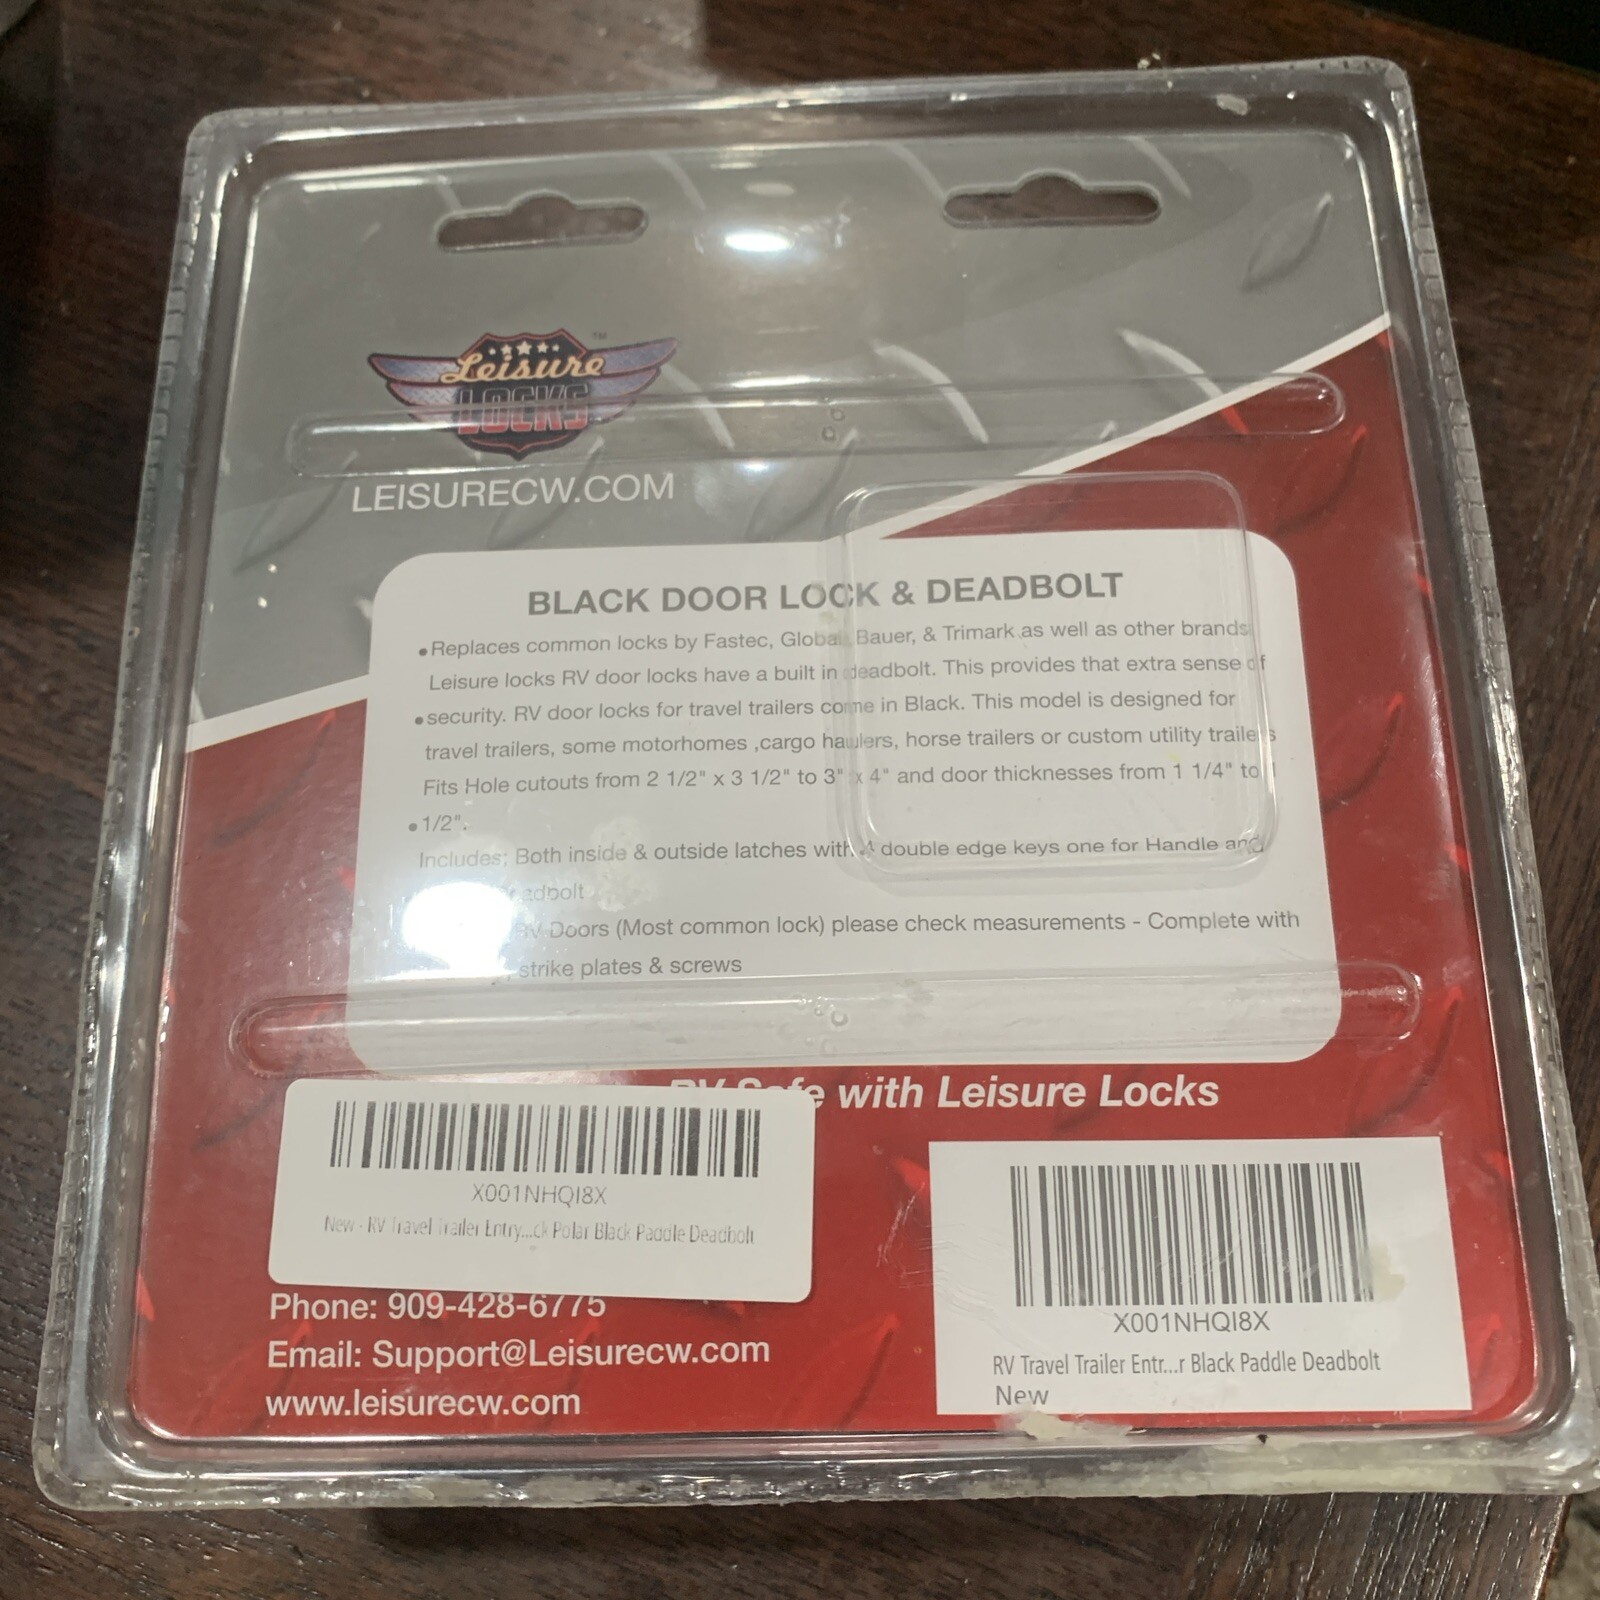 Leisure
LOCKS
™
LEISURECW.COM
BLACK DOOR LOCK & DEADBOLT
•Replaces common locks by Fastec, Global, Bauer, & Trimark as well as other brands
Leisure locks RV door locks have a built in deadbolt. This provides that extra sense of
•security. RV door locks for travel trailers come in Black. This model is designed for
travel trailers, some motorhomes ,cargo haulers, horse trailers or custom utility trailers
Fits Hole cutouts from 2 1/2" x 3 1/2" to 3" x 4" and door thicknesses from 1 1/4" to 1
•1/2".
Includes; Both inside & outside latches with 4 double edge keys one for Handle and
RV Doors (Most common lock) please check measurements - Complete with
strike plates & screws
RV Safe with Leisure Locks
X001NHQI8X
New - RV Travel Trailer Entry...ck Polar Black Paddle Deadbolt
Phone: 909-428-6775
Email: Support@Leisurecw.com
www.leisurecw.com
X001NHQI8X
RV Travel Trailer Entr...r Black Paddle Deadbolt
New